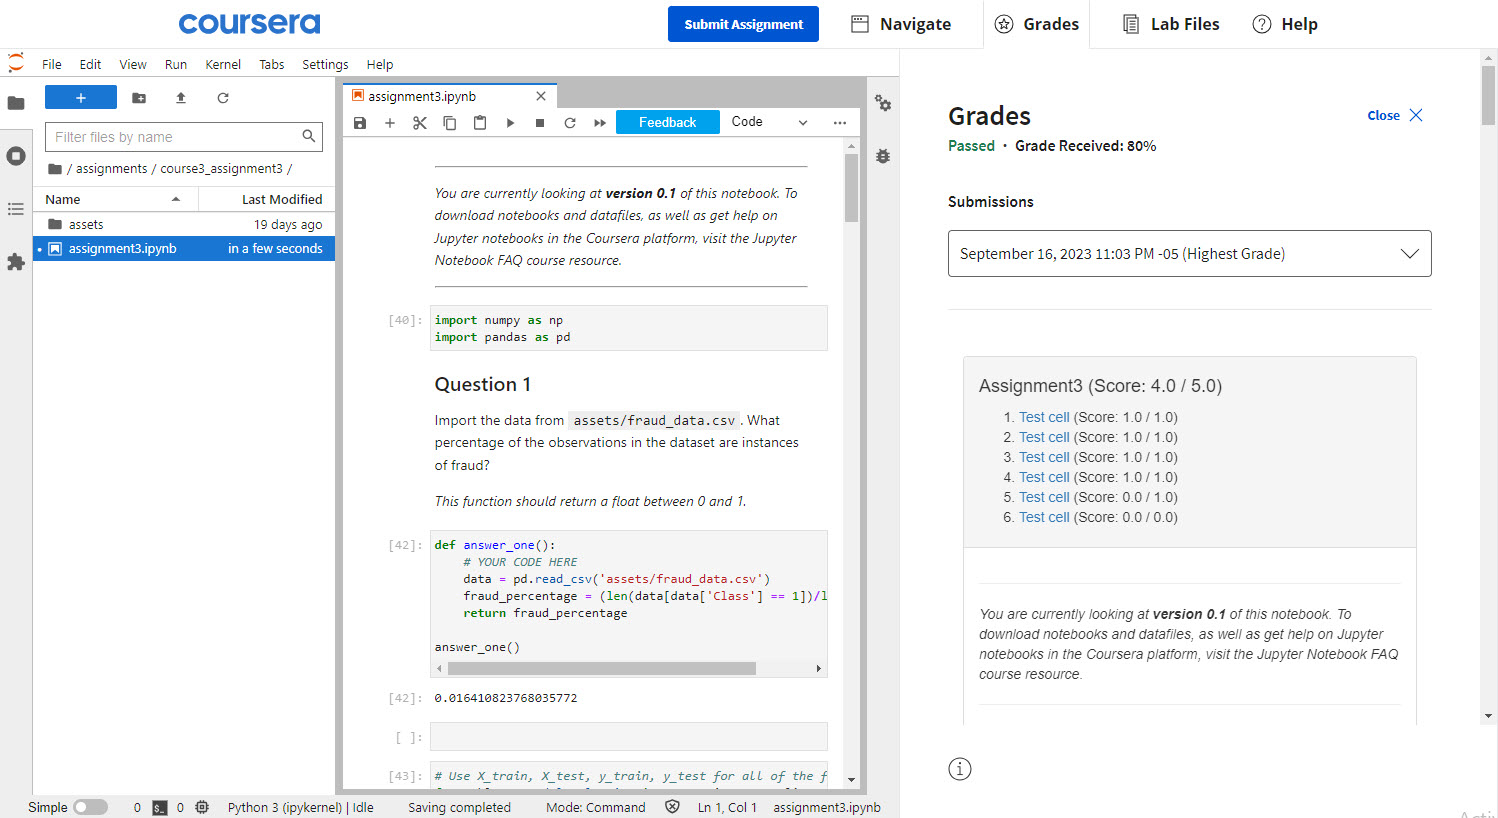 coursera
Submit Assignment
Navigate
Grades
Lab Files
Help
File Edit View Run Kernel Tabs Settings Help
+
Filter files by name
/ assignments / course3_assignment3 /
Name Last Modified
assets 19 days ago
assignment3.ipynb in a few seconds
assignment3.ipynb
Feedback
Code
You are currently looking at version 0.1 of this notebook. To
download notebooks and datafiles, as well as get help on
Jupyter notebooks in the Coursera platform, visit the Jupyter
Notebook FAQ course resource.
[40]: import numpy as np
import pandas as pd
Question 1
Import the data from assets/fraud_data.csv . What
percentage of the observations in the dataset are instances
of fraud?
This function should return a float between 0 and 1.
[42]: def answer_one():
# YOUR CODE HERE
data = pd.read_csv('assets/fraud_data.csv')
fraud_percentage = (len(data[data['Class'] == 1])/l
return fraud_percentage
answer_one()
[42]: 0.016410823768035772
[ ]:
[43]: # Use X_train, X_test, y_train, y_test for all of the f
Simple 0 $_ 0 Python 3 (ipykernel) | Idle Saving completed Mode: Command Ln 1, Col 1 assignment3.ipynb
Grades
Close
Passed · Grade Received: 80%
Submissions
September 16, 2023 11:03 PM -05 (Highest Grade)
Assignment3 (Score: 4.0 / 5.0)
1. Test cell (Score: 1.0 / 1.0)
2. Test cell (Score: 1.0 / 1.0)
3. Test cell (Score: 1.0 / 1.0)
4. Test cell (Score: 1.0 / 1.0)
5. Test cell (Score: 0.0 / 1.0)
6. Test cell (Score: 0.0 / 0.0)
You are currently looking at version 0.1 of this notebook. To
download notebooks and datafiles, as well as get help on Jupyter
notebooks in the Coursera platform, visit the Jupyter Notebook FAQ
course resource.